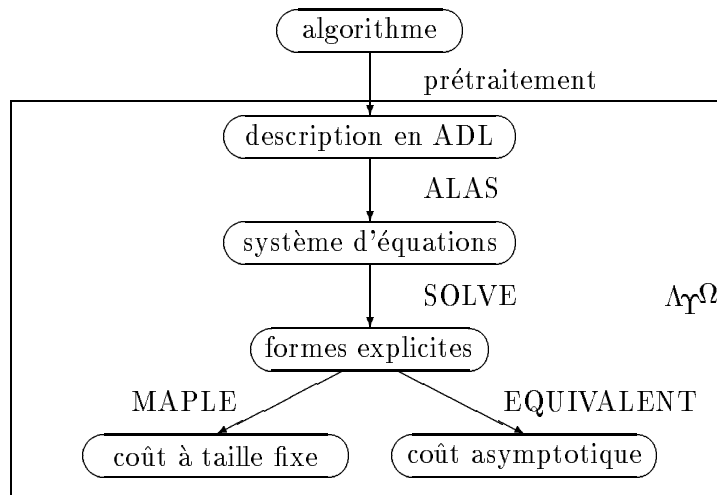 algorithme
prétraitement
description en ADL
ALAS
système d'équations
SOLVE
ΛΥΩ
formes explicites
MAPLE
EQUIVALENT
coût à taille fixe
coût asymptotique